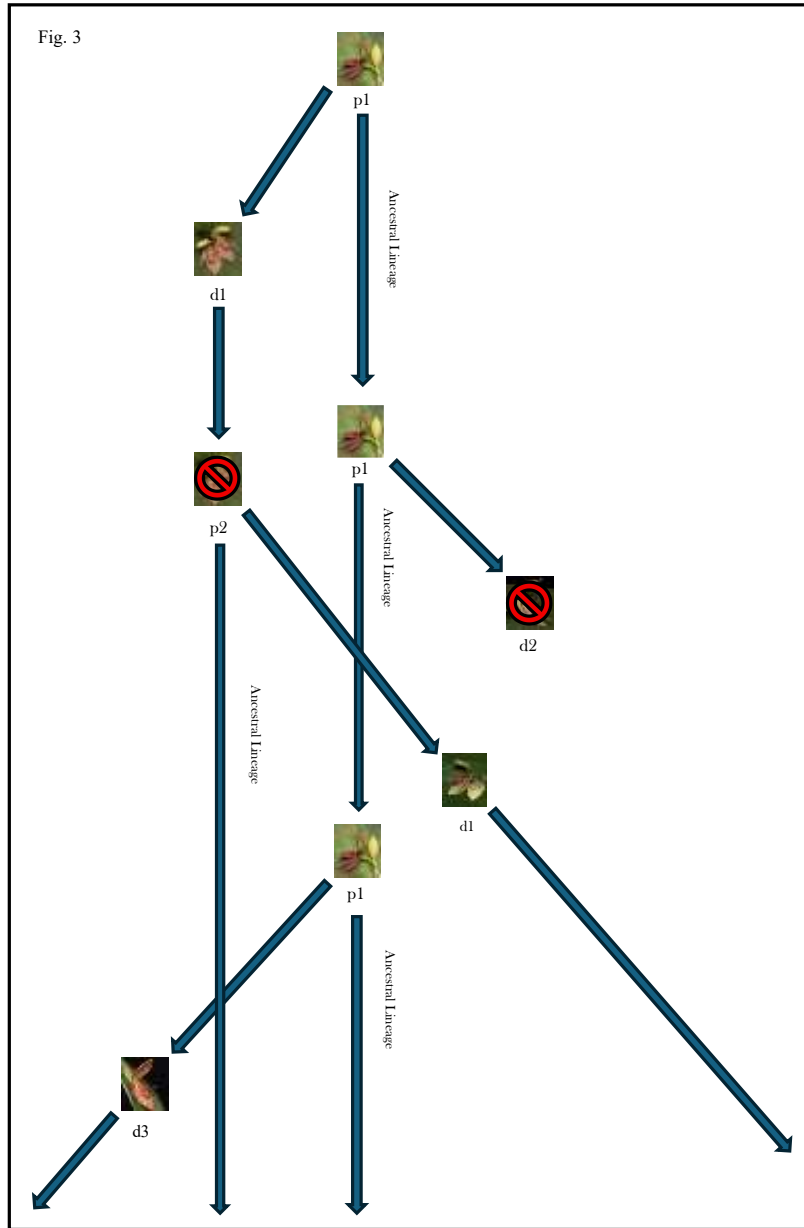 Fig. 3
p1
Ancestral Lineage
d1
p1
p2
Ancestral Lineage
d2
Ancestral Lineage
d1
p1
Ancestral Lineage
d3